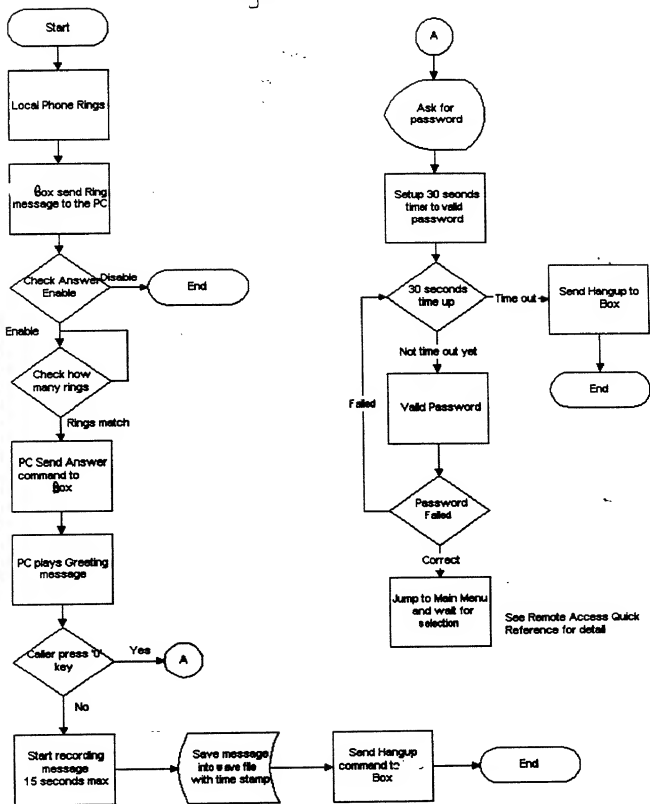 Start
Local Phone Rings
Box send Ring
message to the PC
Check Answer
Enable
Disable
End
Enable
Check how
many rings
Rings match
PC Send Answer
command to
Box
PC plays Greeting
message
Caller press '0'
key
Yes
A
No
Start recording
message
15 seconds max
Save message
into wave file
with time stamp
Send Hangup
command to
Box
End
A
Ask for
password
Setup 30 seonds
timer to valid
password
30 seconds
time up
Time out
Send Hangup to
Box
End
Not time out yet
Failed
Valid Password
Password
Failed
Correct
Jump to Main Menu
and wait for
selection
See Remote Access Quick
Reference for detail